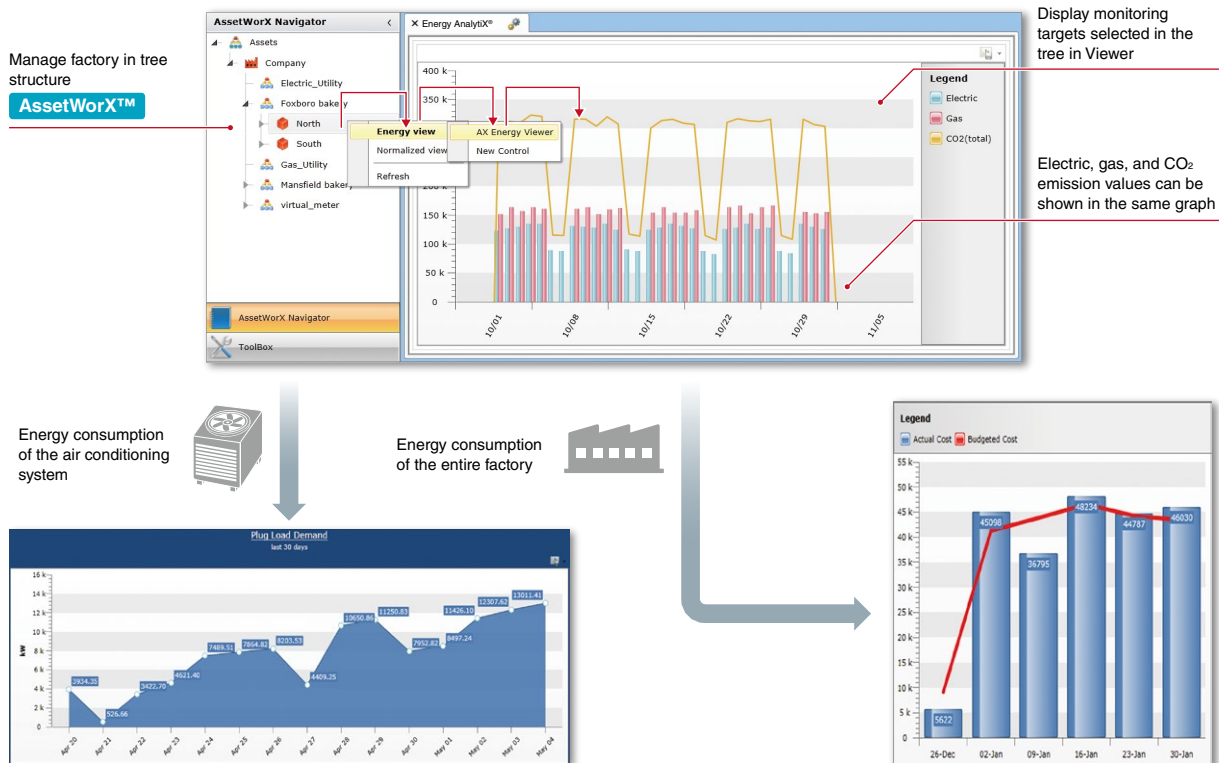 Manage factory in tree
structure
AssetWorX™
AssetWorX Navigator
Assets
Company
Electric_Utility
Foxboro bakery
North
South
Gas_Utility
Mansfield bakery
virtual_meter
AssetWorX Navigator
ToolBox
Energy view
Normalized view
Refresh
AX Energy Viewer
New Control
Energy AnalytiX®
400 k
350 k
200 k
150 k
100 k
50 k
0
10/01
10/08
10/15
10/22
10/29
11/05
Legend
Electric
Gas
CO2(total)
Display monitoring
targets selected in the
tree in Viewer
Electric, gas, and CO2
emission values can be
shown in the same graph
Energy consumption
of the air conditioning
system
Energy consumption
of the entire factory
Plug Load Demand
last 30 days
kW
16 k
14 k
12 k
10 k
8 k
6 k
4 k
2 k
0
3934.35
526.66
3422.70
4621.40
7489.51
7864.82
8203.53
4409.25
10650.86
11250.83
7952.82
8497.24
11426.10
12307.62
13011.41
Apr 20
Apr 21
Apr 22
Apr 23
Apr 24
Apr 25
Apr 26
Apr 27
Apr 28
Apr 29
Apr 30
May 01
May 02
May 03
May 04
Legend
Actual Cost
Budgeted Cost
55 k
50 k
45 k
40 k
35 k
30 k
25 k
20 k
15 k
10 k
5 k
0
5622
45098
36795
48234
44787
46030
26-Dec
02-Jan
09-Jan
16-Jan
23-Jan
30-Jan